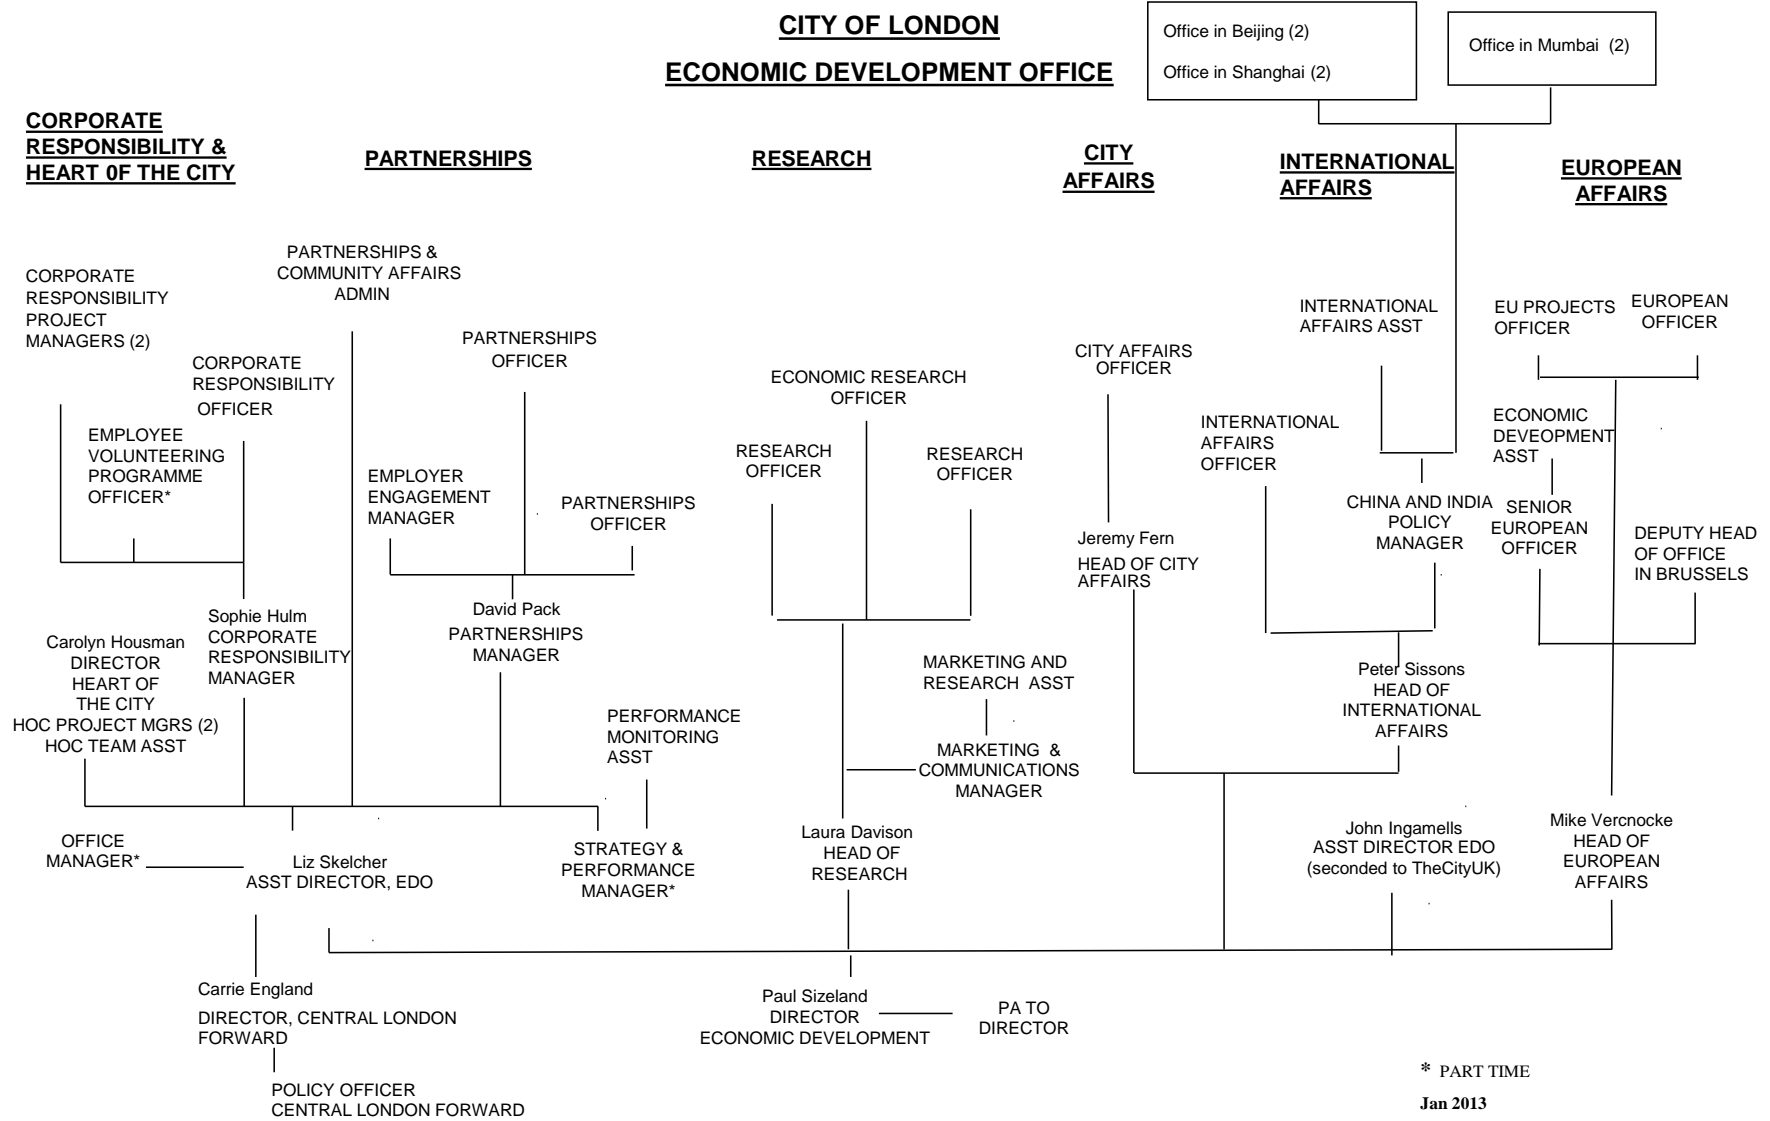 CITY OF LONDON
ECONOMIC DEVELOPMENT OFFICE
Office in Beijing (2)
Office in Shanghai (2)
Office in Mumbai (2)
CORPORATE
RESPONSIBILITY &
HEART 0F THE CITY
PARTNERSHIPS
RESEARCH
CITY
AFFAIRS
INTERNATIONAL
AFFAIRS
EUROPEAN
AFFAIRS
CORPORATE
RESPONSIBILITY
PROJECT
MANAGERS (2)
PARTNERSHIPS &
COMMUNITY AFFAIRS
ADMIN
CORPORATE
RESPONSIBILITY
OFFICER
EMPLOYEE
VOLUNTEERING
PROGRAMME
OFFICER*
PARTNERSHIPS
OFFICER
EMPLOYER
ENGAGEMENT
MANAGER
PARTNERSHIPS
OFFICER
ECONOMIC RESEARCH
OFFICER
RESEARCH
OFFICER
RESEARCH
OFFICER
CITY AFFAIRS
OFFICER
INTERNATIONAL
AFFAIRS ASST
INTERNATIONAL
AFFAIRS
OFFICER
EU PROJECTS
OFFICER
EUROPEAN
OFFICER
ECONOMIC
DEVEOPMENT
ASST
CHINA AND INDIA
POLICY
MANAGER
SENIOR
EUROPEAN
OFFICER
DEPUTY HEAD
OF OFFICE
IN BRUSSELS
Jeremy Fern
HEAD OF CITY
AFFAIRS
Sophie Hulm
CORPORATE
RESPONSIBILITY
MANAGER
Carolyn Housman
DIRECTOR
HEART OF
THE CITY
HOC PROJECT MGRS (2)
HOC TEAM ASST
David Pack
PARTNERSHIPS
MANAGER
PERFORMANCE
MONITORING
ASST
MARKETING AND
RESEARCH ASST
MARKETING &
COMMUNICATIONS
MANAGER
Peter Sissons
HEAD OF
INTERNATIONAL
AFFAIRS
OFFICE
MANAGER*
Liz Skelcher
ASST DIRECTOR, EDO
STRATEGY &
PERFORMANCE
MANAGER*
Laura Davison
HEAD OF
RESEARCH
John Ingamells
ASST DIRECTOR EDO
(seconded to TheCityUK)
Mike Vercnocke
HEAD OF
EUROPEAN
AFFAIRS
Carrie England
DIRECTOR, CENTRAL LONDON
FORWARD
POLICY OFFICER
CENTRAL LONDON FORWARD
Paul Sizeland
DIRECTOR
ECONOMIC DEVELOPMENT
PA TO
DIRECTOR
* PART TIME
Jan 2013